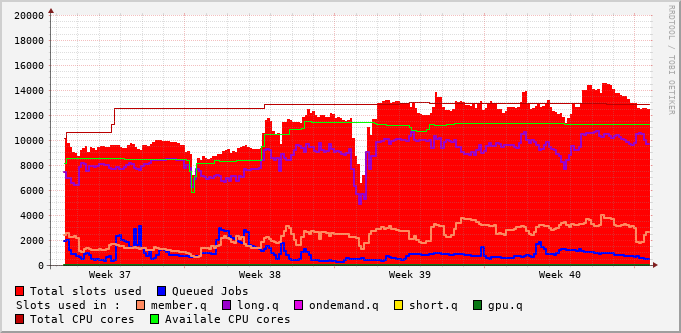 20000
18000
16000
14000
12000
10000
8000
6000
4000
2000
0
Week 37 Week 38 Week 39 Week 40
Total slots used Queued Jobs
Slots used in : member.q long.q ondemand.q short.q gpu.q
Total CPU cores Availale CPU cores
RRDTOOL / TOBI OETIKER